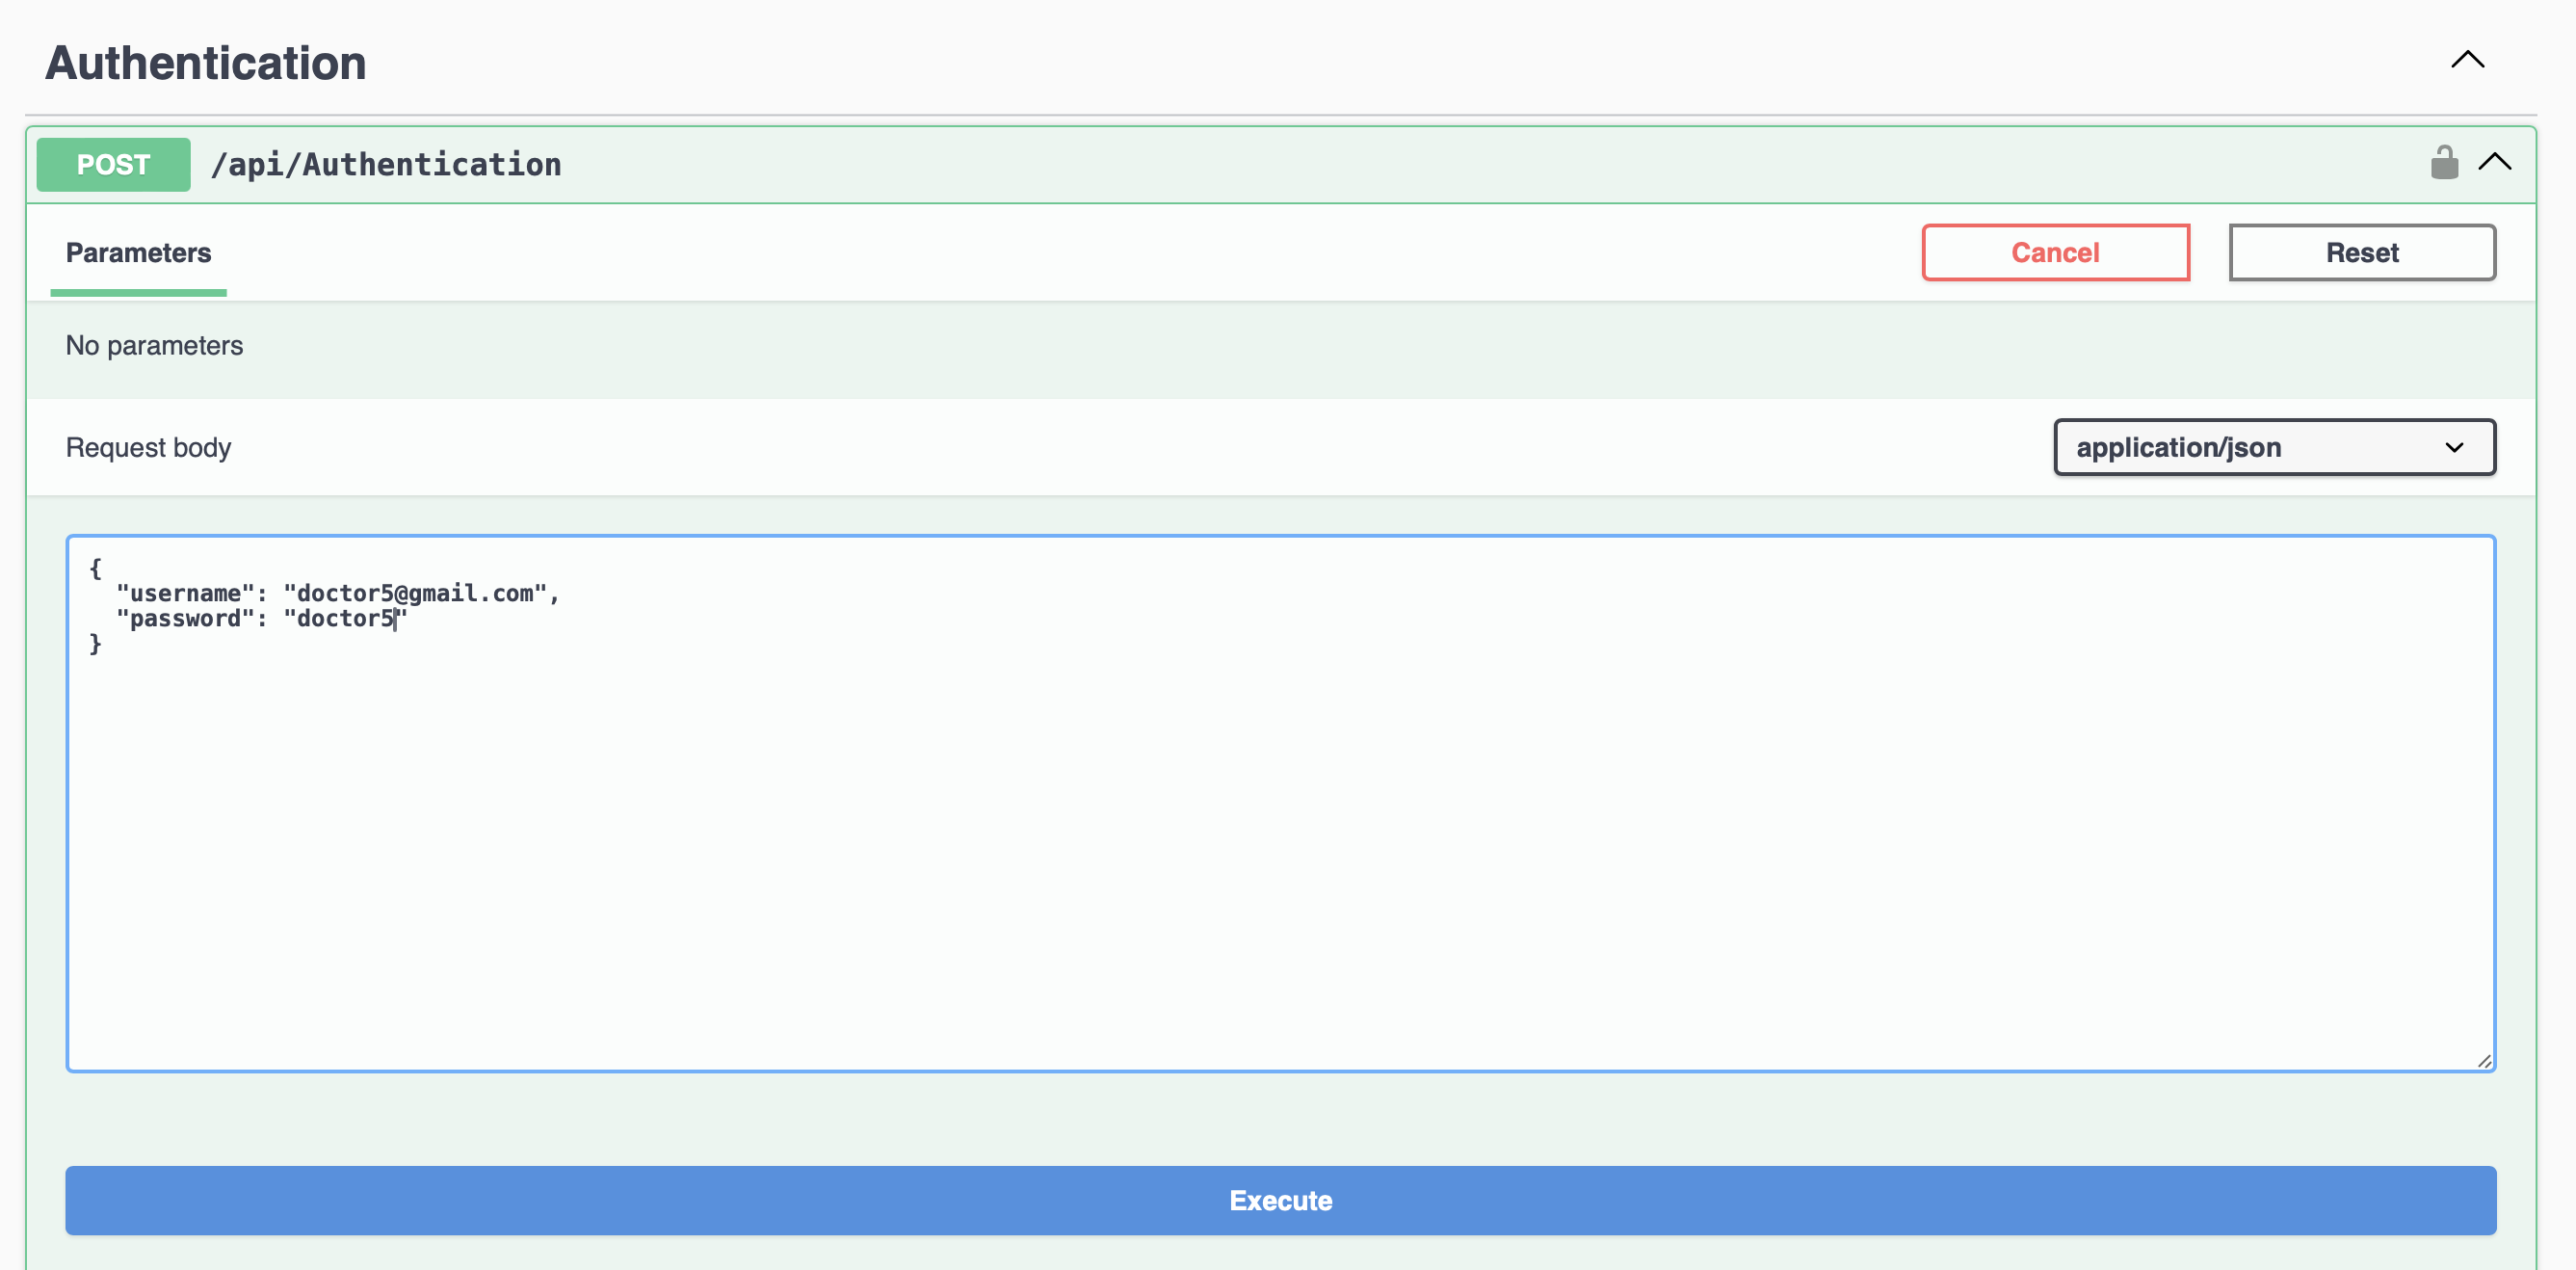 Authentication
POST /api/Authentication
Parameters Cancel Reset
No parameters
Request body application/json
{
"username": "doctor5@gmail.com",
"password": "doctor5"
}
Execute